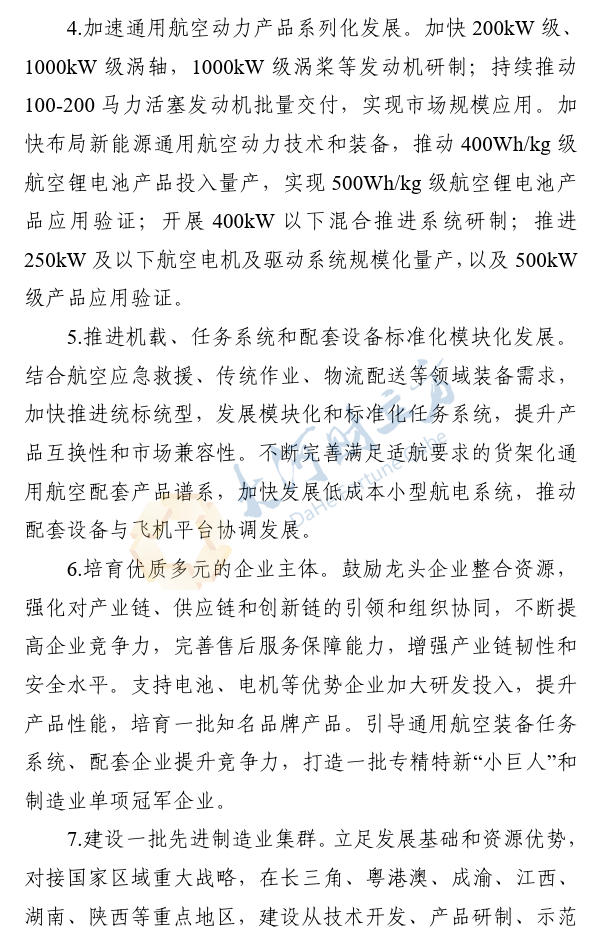 4.加速通用航空动力产品系列化发展。加快 200kW 级、
1000kW 级涡轴，1000kW 级涡桨等发动机研制；持续推动
100-200 马力活塞发动机批量交付，实现市场规模应用。加
快布局新能源通用航空动力技术和装备，推动 400Wh/kg 级
航空锂电池产品投入量产，实现 500Wh/kg 级航空锂电池产
品应用验证；开展 400kW 以下混合推进系统研制；推进
250kW 及以下航空电机及驱动系统规模化量产，以及 500kW
级产品应用验证。
5.推进机载、任务系统和配套设备标准化模块化发展。
结合航空应急救援、传统作业、物流配送等领域装备需求，
加快推进统标统型，发展模块化和标准化任务系统，提升产
品互换性和市场兼容性。不断完善满足适航要求的货架化通
用航空配套产品谱系，加快发展低成本小型航电系统，推动
配套设备与飞机平台协调发展。
大河财立方
DaHe Fortune Cube
6.培育优质多元的企业主体。鼓励龙头企业整合资源，
强化对产业链、供应链和创新链的引领和组织协同，不断提
高企业竞争力，完善售后服务保障能力，增强产业链韧性和
安全水平。支持电池、电机等优势企业加大研发投入，提升
产品性能，培育一批知名品牌产品。引导通用航空装备任务
系统、配套企业提升竞争力，打造一批专精特新“小巨人”和
制造业单项冠军企业。
7.建设一批先进制造业集群。立足发展基础和资源优势，
对接国家区域重大战略，在长三角、粤港澳、成渝、江西、
湖南、陕西等重点地区，建设从技术开发、产品研制、示范